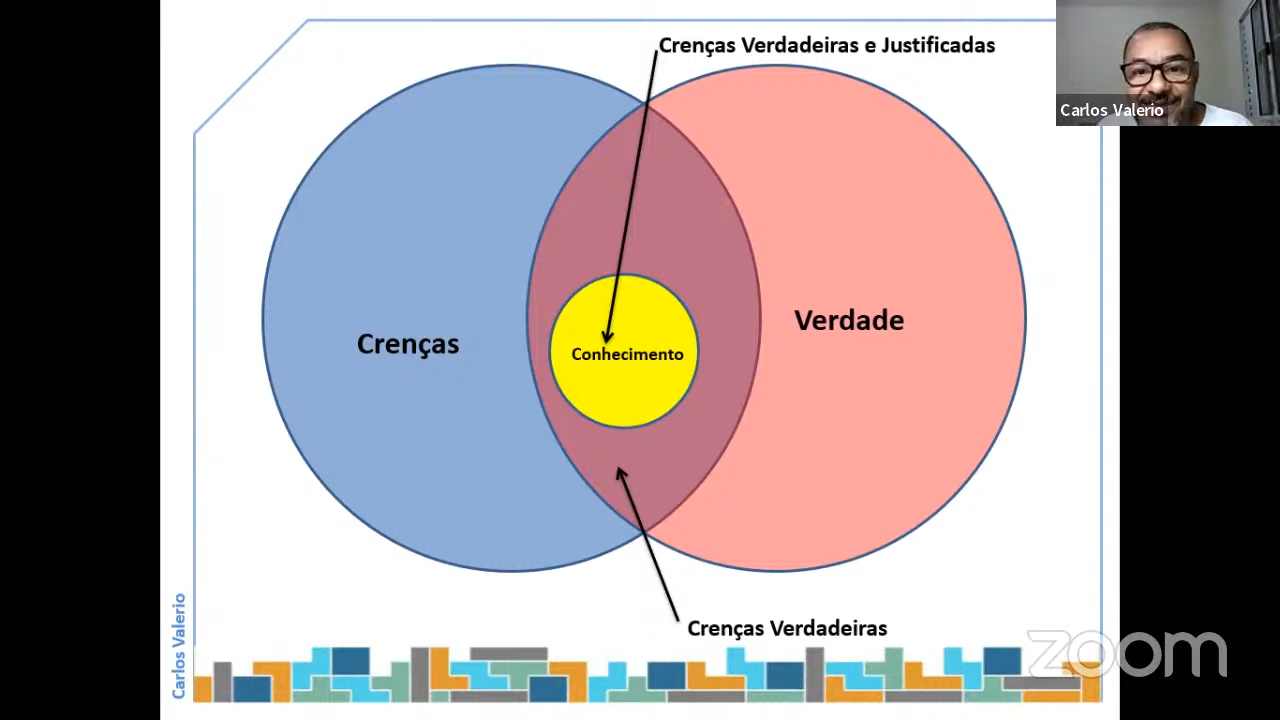 Crenças Verdadeiras e Justificadas
Carlos Valerio
Crenças
Verdade
Conhecimento
Crenças Verdadeiras
Carlos Valerio
zoom